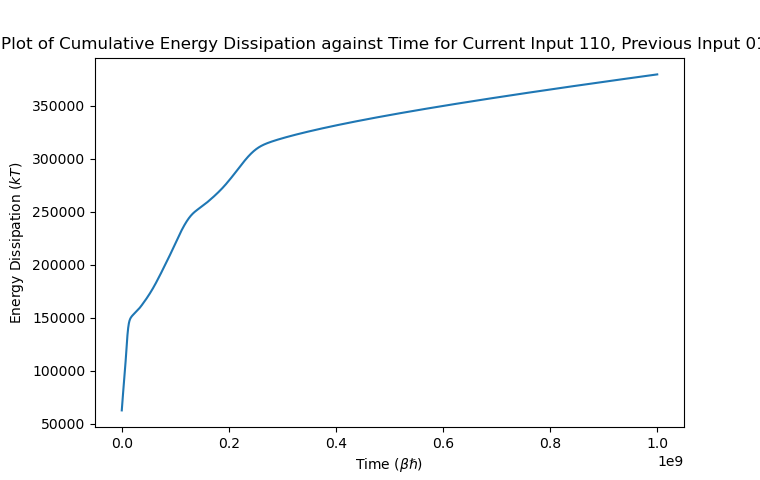 Plot of Cumulative Energy Dissipation against Time for Current Input 110, Previous Input 01
Energy Dissipation (kT)
350000
300000
250000
200000
150000
100000
50000
0.0 0.2 0.4 0.6 0.8 1.0
1e9
Time (βℏ)